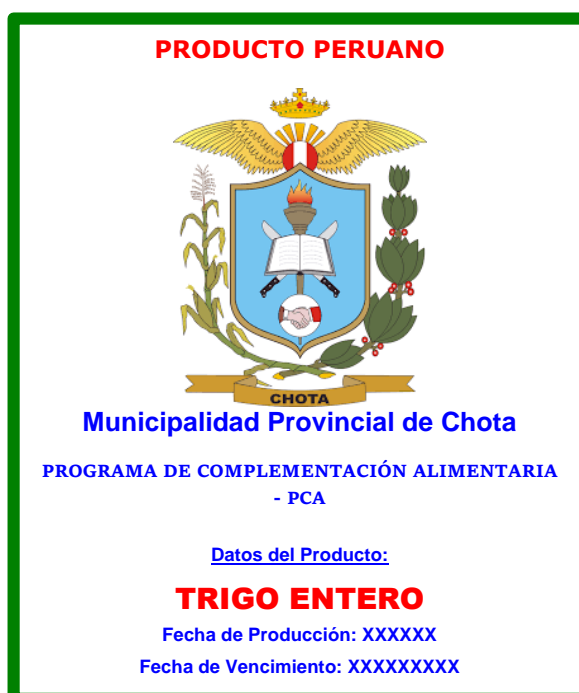 PRODUCTO PERUANO
CHOTA
Municipalidad Provincial de Chota
PROGRAMA DE COMPLEMENTACIÓN ALIMENTARIA
- PCA
Datos del Producto:
TRIGO ENTERO
Fecha de Producción: XXXXXX
Fecha de Vencimiento: XXXXXXXXX